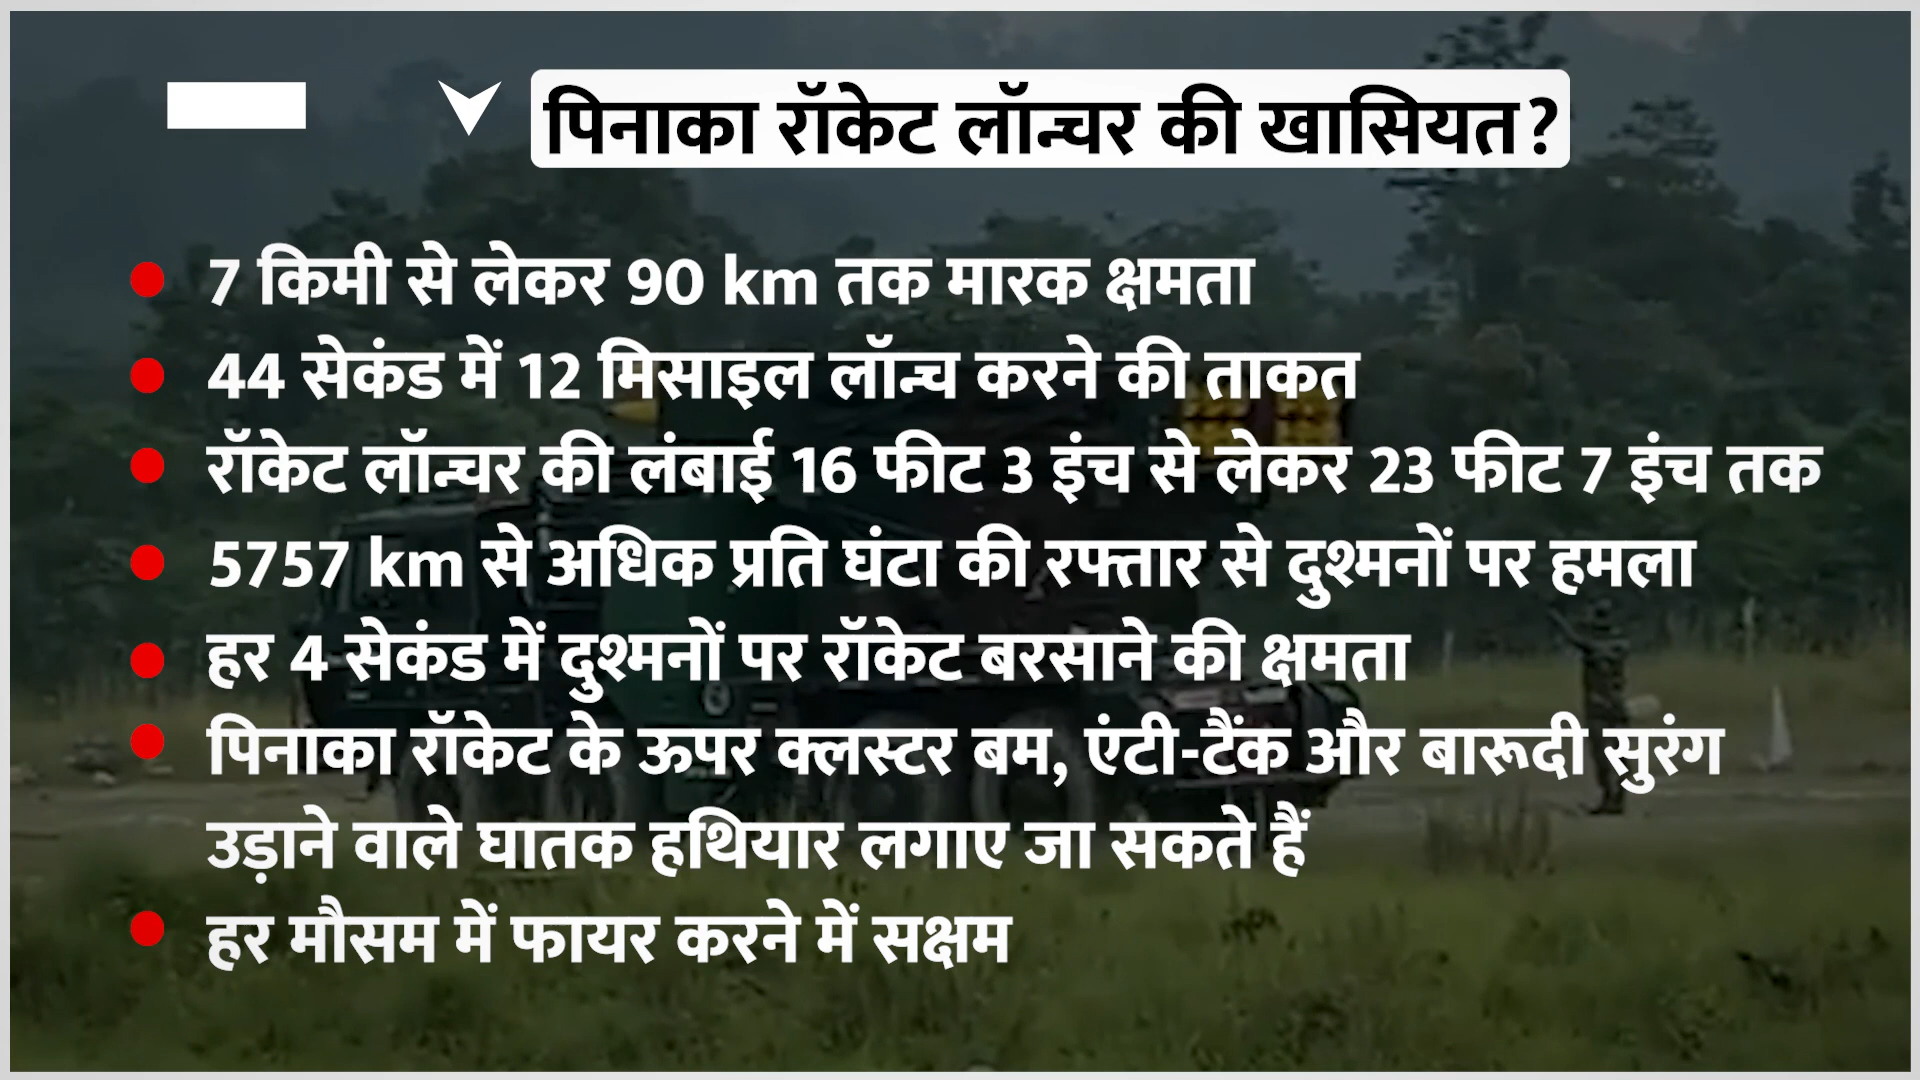 पिनाका रॉकेट लॉन्चर की खासियत?
7 किमी से लेकर 90 km तक मारक क्षमता
44 सेकंड में 12 मिसाइल लॉन्च करने की ताकत
रॉकेट लॉन्चर की लंबाई 16 फीट 3 इंच से लेकर 23 फीट 7 इंच तक
5757 km से अधिक प्रति घंटा की रफ्तार से दुश्मनों पर हमला
हर 4 सेकंड में दुश्मनों पर रॉकेट बरसाने की क्षमता
पिनाका रॉकेट के ऊपर क्लस्टर बम, एंटी-टैंक और बारूदी सुरंग
उड़ाने वाले घातक हथियार लगाए जा सकते हैं
हर मौसम में फायर करने में सक्षम